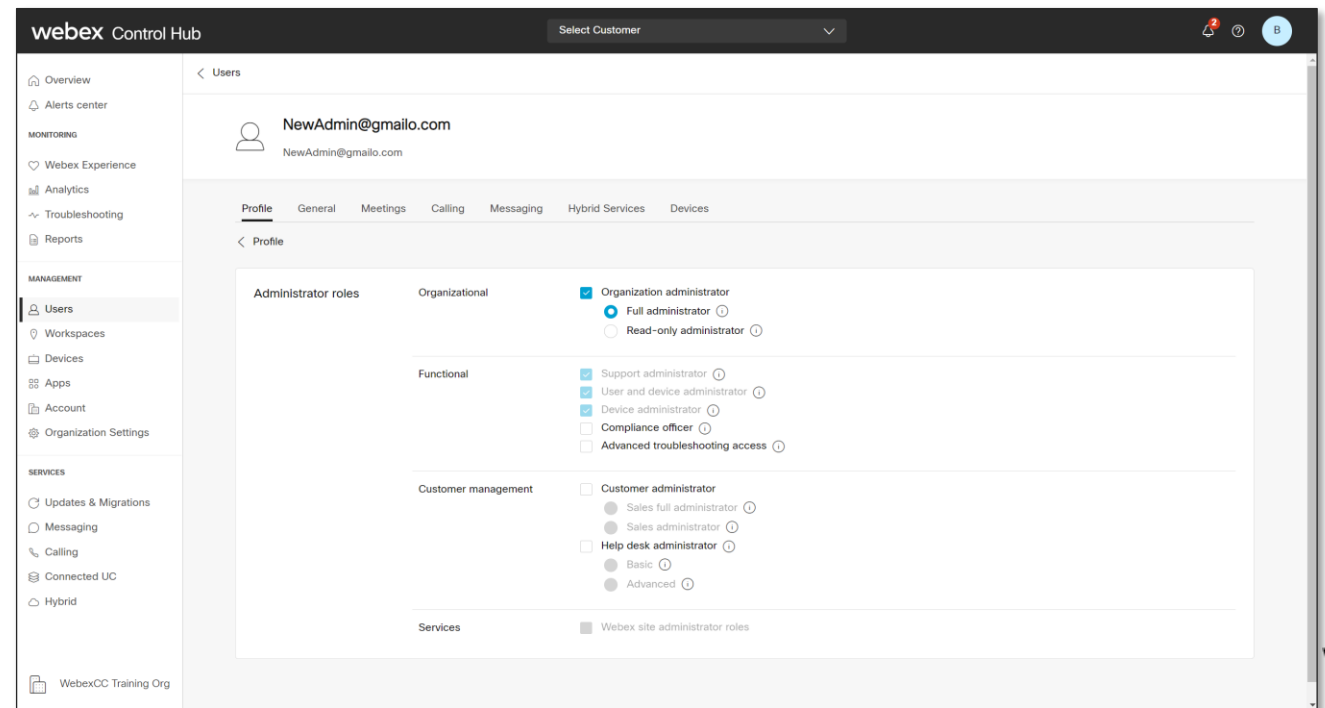 webex Control Hub
Select Customer
2
B
Overview
Alerts center
MONITORING
Webex Experience
Analytics
Troubleshooting
Reports
MANAGEMENT
Users
Workspaces
Devices
Apps
Account
Organization Settings
SERVICES
Updates & Migrations
Messaging
Calling
Connected UC
Hybrid
WebexCC Training Org
Users
NewAdmin@gmailo.com
NewAdmin@gmailo.com
Profile General Meetings Calling Messaging Hybrid Services Devices
Profile
Administrator roles
Organizational
Organization administrator
Full administrator
Read-only administrator
Functional
Support administrator
User and device administrator
Device administrator
Compliance officer
Advanced troubleshooting access
Customer management
Customer administrator
Sales full administrator
Sales administrator
Help desk administrator
Basic
Advanced
Services
Webex site administrator roles